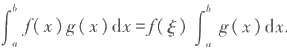 ∫_a^b f(x)g(x)dx=f(ξ) ∫_a^b g(x)dx.